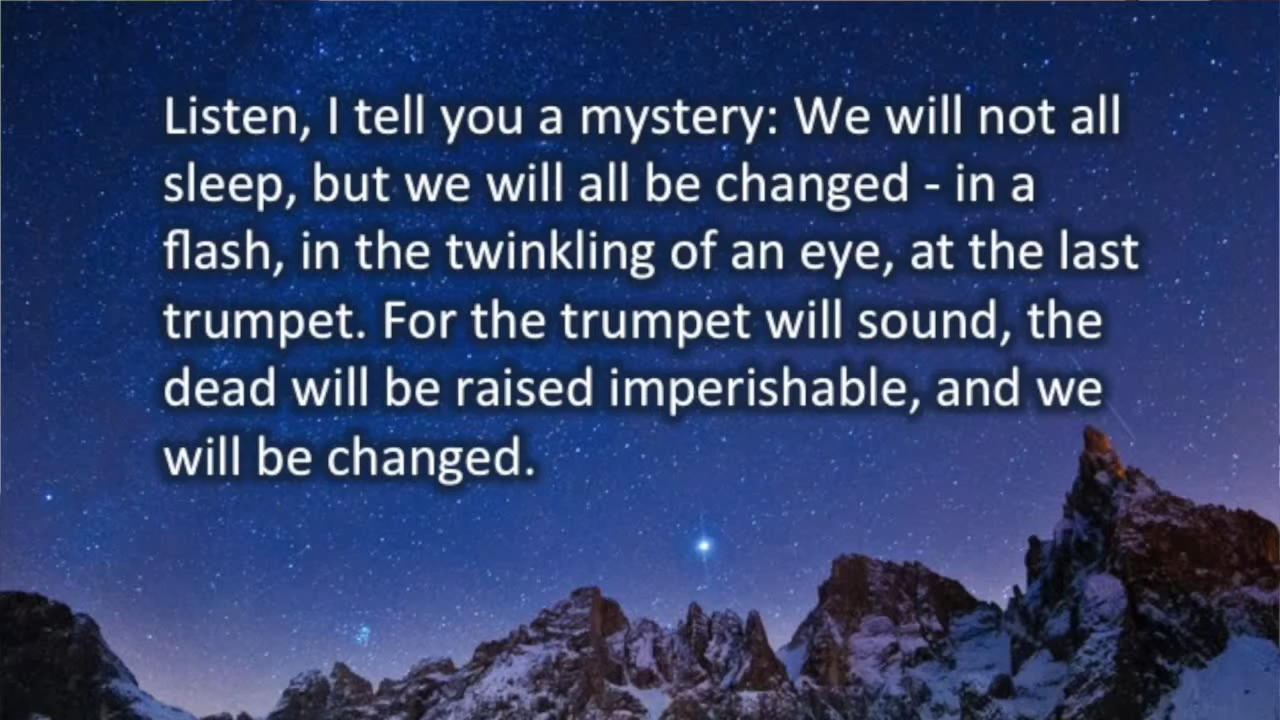 Listen, I tell you a mystery: We will not all
sleep, but we will all be changed - in a
flash, in the twinkling of an eye, at the last
trumpet. For the trumpet will sound, the
dead will be raised imperishable, and we
will be changed.